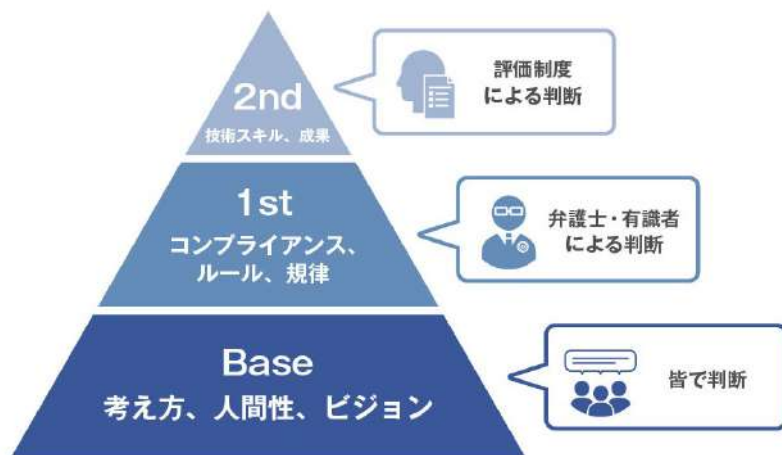 2nd
技術スキル、成果
評価制度
による判断
1st
コンプライアンス、
ルール、規律
弁護士・有識者
による判断
Base
考え方、人間性、ビジョン
皆で判断